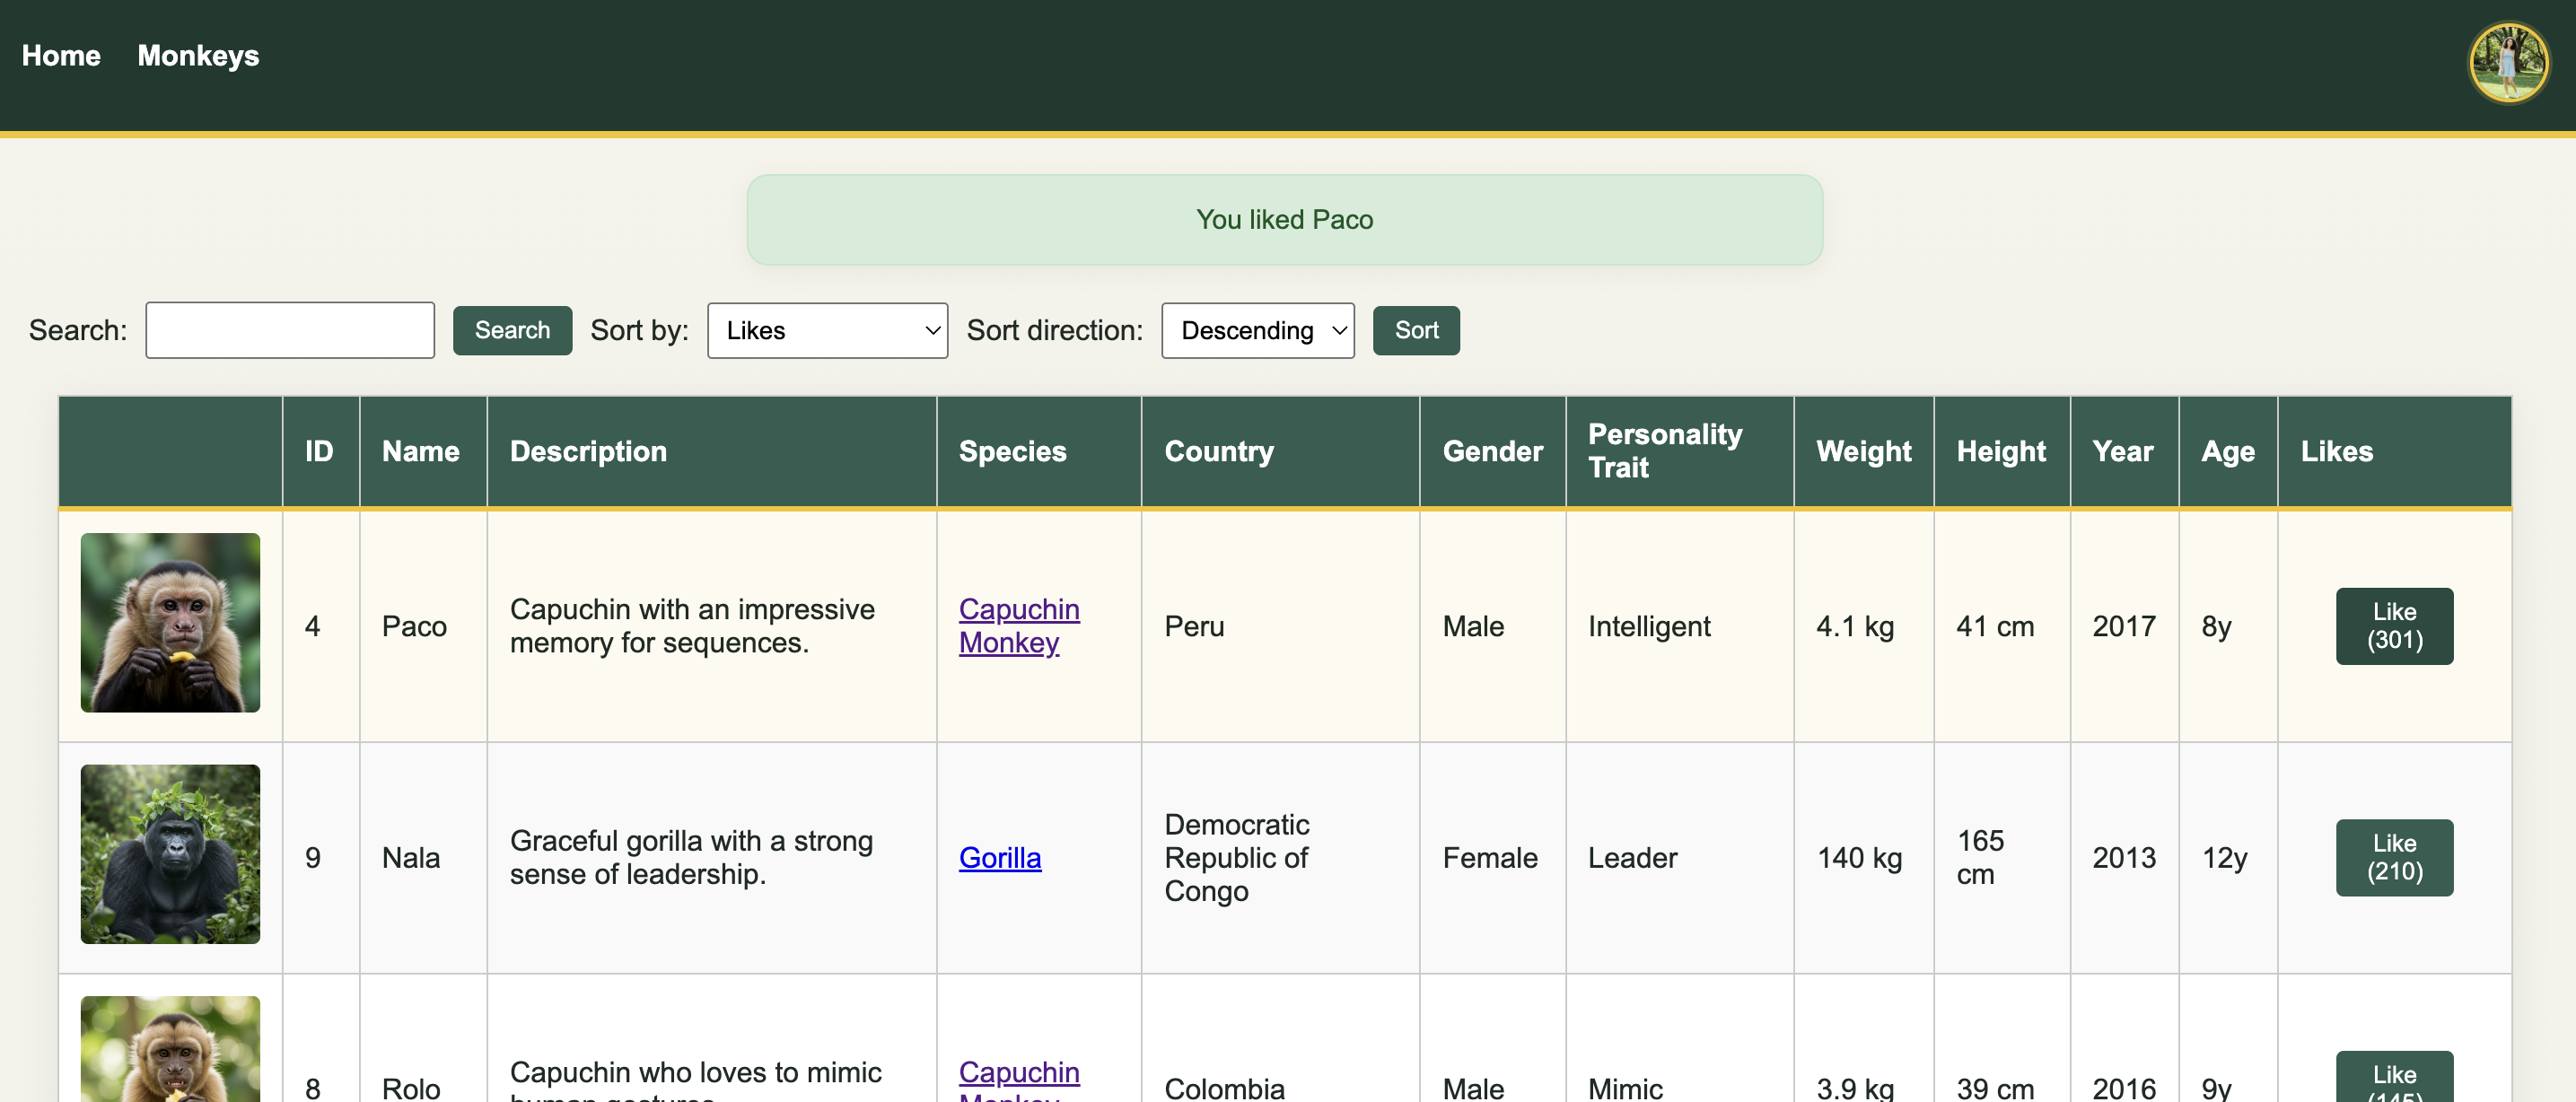 Home Monkeys
You liked Paco
Search: Search Sort by: Likes Sort direction: Descending Sort
ID Name Description Species Country Gender Personality Trait Weight Height Year Age Likes
4 Paco Capuchin with an impressive memory for sequences. Capuchin Monkey Peru Male Intelligent 4.1 kg 41 cm 2017 8y Like (301)
9 Nala Graceful gorilla with a strong sense of leadership. Gorilla Democratic Republic of Congo Female Leader 140 kg 165 cm 2013 12y Like (210)
8 Rolo Capuchin who loves to mimic human gestures. Capuchin Monkey Colombia Male Mimic 3.9 kg 39 cm 2016 9y Like (145)